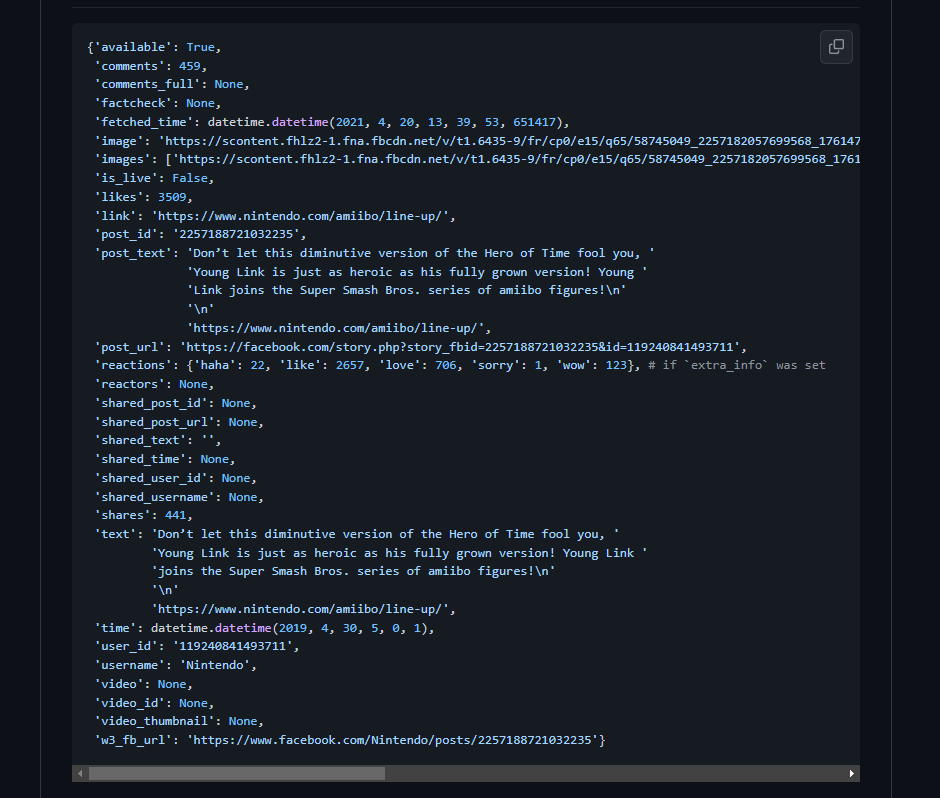 {'available': True,
'comments': 459,
'comments_full': None,
'factcheck': None,
'fetched_time': datetime.datetime(2021, 4, 20, 13, 39, 53, 651417),
'image': 'https://scontent.fhlz2-1.fna.fbcdn.net/v/t1.6435-9/fr/cp0/e15/q65/58745049_2257182057699568_176147
'images': ['https://scontent.fhlz2-1.fna.fbcdn.net/v/t1.6435-9/fr/cp0/e15/q65/58745049_2257182057699568_1761
'is_live': False,
'likes': 3509,
'link': 'https://www.nintendo.com/amiibo/line-up/',
'post_id': '2257188721032235',
'post_text': 'Don’t let this diminutive version of the Hero of Time fool you, '
'Young Link is just as heroic as his fully grown version! Young '
'Link joins the Super Smash Bros. series of amiibo figures!\n'
'\n'
'https://www.nintendo.com/amiibo/line-up/',
'post_url': 'https://facebook.com/story.php?story_fbid=2257188721032235&id=119240841493711',
'reactions': {'haha': 22, 'like': 2657, 'love': 706, 'sorry': 1, 'wow': 123}, # if `extra_info` was set
'reactors': None,
'shared_post_id': None,
'shared_post_url': None,
'shared_text': '',
'shared_time': None,
'shared_user_id': None,
'shared_username': None,
'shares': 441,
'text': 'Don’t let this diminutive version of the Hero of Time fool you, '
'Young Link is just as heroic as his fully grown version! Young Link '
'joins the Super Smash Bros. series of amiibo figures!\n'
'\n'
'https://www.nintendo.com/amiibo/line-up/',
'time': datetime.datetime(2019, 4, 30, 5, 0, 1),
'user_id': '119240841493711',
'username': 'Nintendo',
'video': None,
'video_id': None,
'video_thumbnail': None,
'w3_fb_url': 'https://www.facebook.com/Nintendo/posts/2257188721032235'}